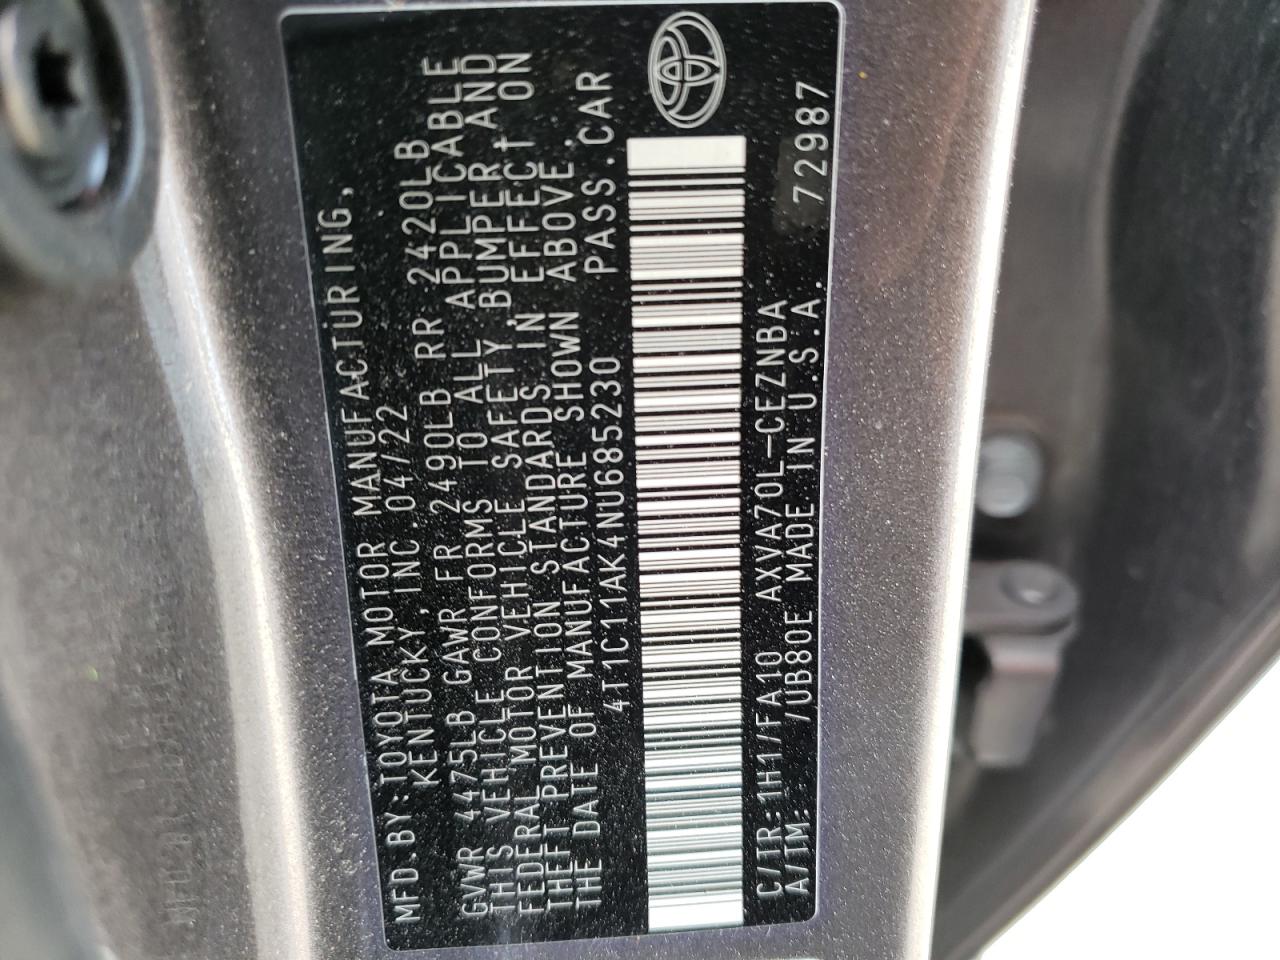 MFD.BY:TOYOTA MOTOR MANUFACTURING,
KENTUCKY, INC. 04/22
GVWR 4475LB GAWR FR 2490LB RR 2420LB
THIS VEHICLE CONFORMS TO ALL APPLICABLE
FEDERAL MOTOR VEHICLE SAFETY, BUMPER AND
THEFT PREVENTION STANDARDS IN EFFECT ON
THE DATE OF MANUFACTURE SHOWN ABOVE.
4T1C11AK4NU685230 PASS.CAR
C/TR:1H1/FA10 AXVA70L-CEZNBA
A/TM: /UB80E MADE IN U.S.A. 72987